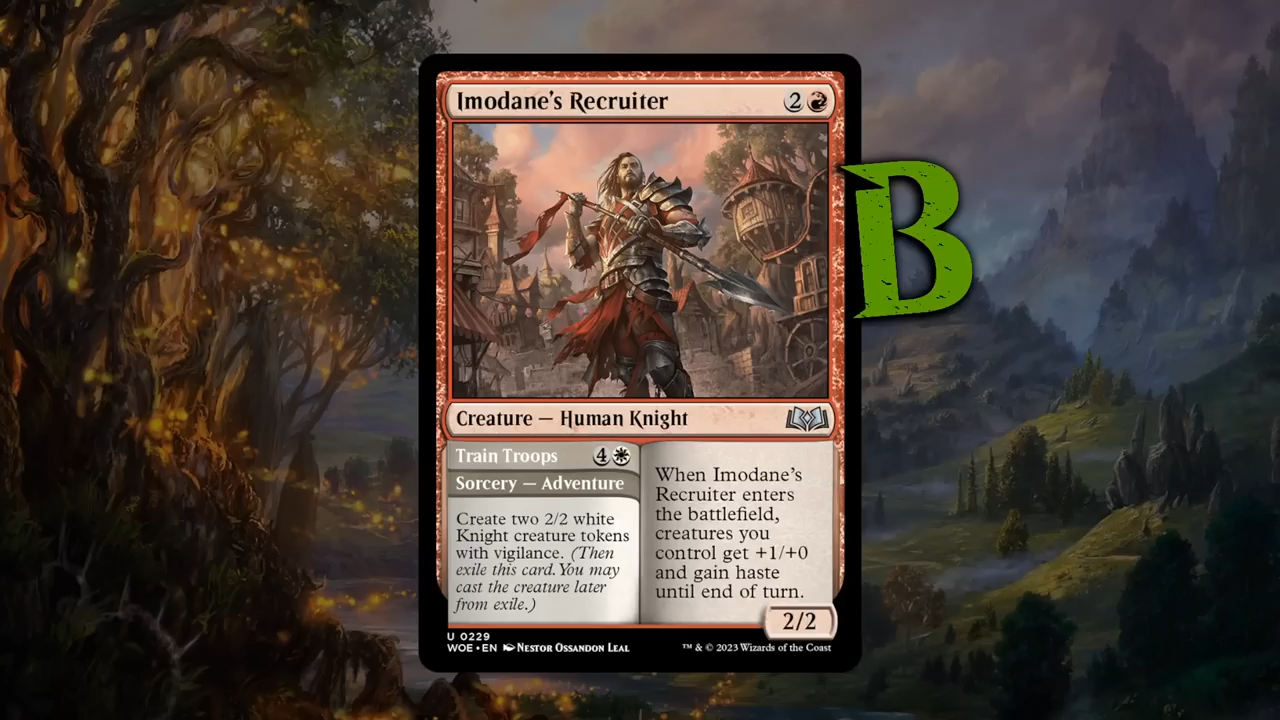 Imodane's Recruiter 2
B
Creature — Human Knight
Train Troops 4
Sorcery — Adventure
Create two 2/2 white
Knight creature tokens
with vigilance. (Then
exile this card. You may
cast the creature later
from exile.)
When Imodane's
Recruiter enters
the battlefield,
creatures you
control get +1/+0
and gain haste
until end of turn.
2/2
U 0229
WOE • EN Nestor Ossandon Leal
™ & © 2023 Wizards of the Coast